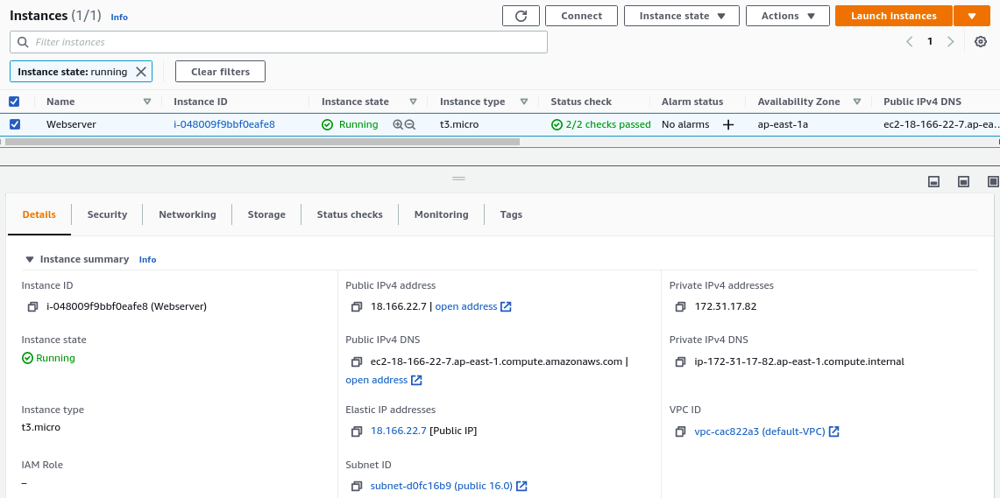 Instances (1/1) Info
Connect
Instance state
Actions
Launch instances
Filter instances
1
Instance state: running
Clear filters
Name Instance ID Instance state Instance type Status check Alarm status Availability Zone Public IPv4 DNS
Webserver i-048009f9bbf0eafe8 Running t3.micro 2/2 checks passed No alarms ap-east-1a ec2-18-166-22-7.ap-ea...
Details Security Networking Storage Status checks Monitoring Tags
Instance summary Info
Instance ID Public IPv4 address Private IPv4 addresses
i-048009f9bbf0eafe8 (Webserver) 18.166.22.7 | open address 172.31.17.82
Instance state Public IPv4 DNS Private IPv4 DNS
Running ec2-18-166-22-7.ap-east-1.compute.amazonaws.com | ip-172-31-17-82.ap-east-1.compute.internal
open address
Instance type Elastic IP addresses VPC ID
t3.micro 18.166.22.7 [Public IP] vpc-cac822a3 (default-VPC)
IAM Role Subnet ID
– subnet-d0fc16b9 (public 16.0)